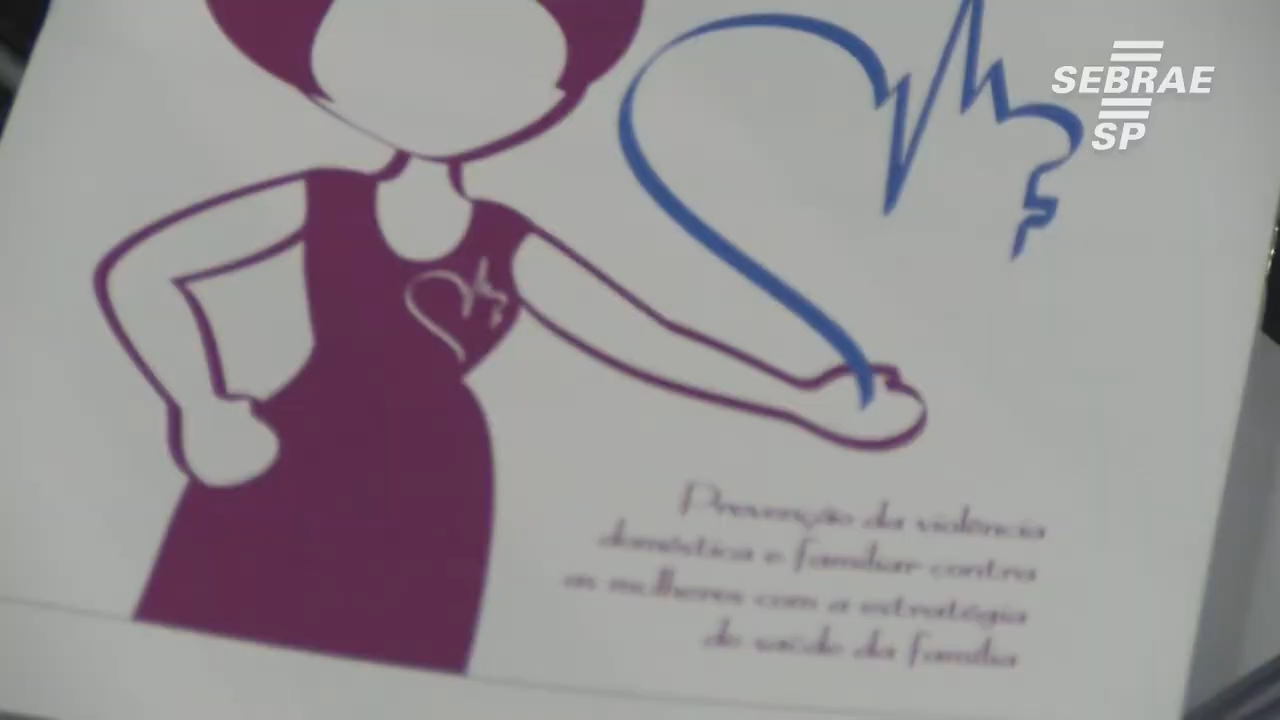 SEBRAE
SP
Prevenção da violência
doméstica e familiar contra
as mulheres com a estratégia
de saúde da família